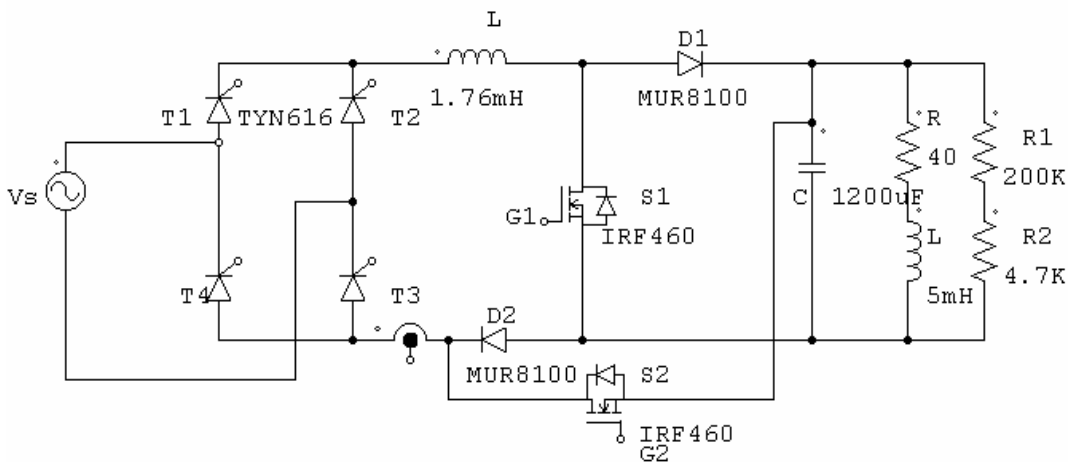 L
D1
1.76mH
MUR8100
T1
TYN616
T2
R
R1
40
200K
Vs
S1
C
1200uF
G1
IRF460
L
R2
T4
T3
5mH
4.7K
D2
MUR8100
S2
IRF460
G2